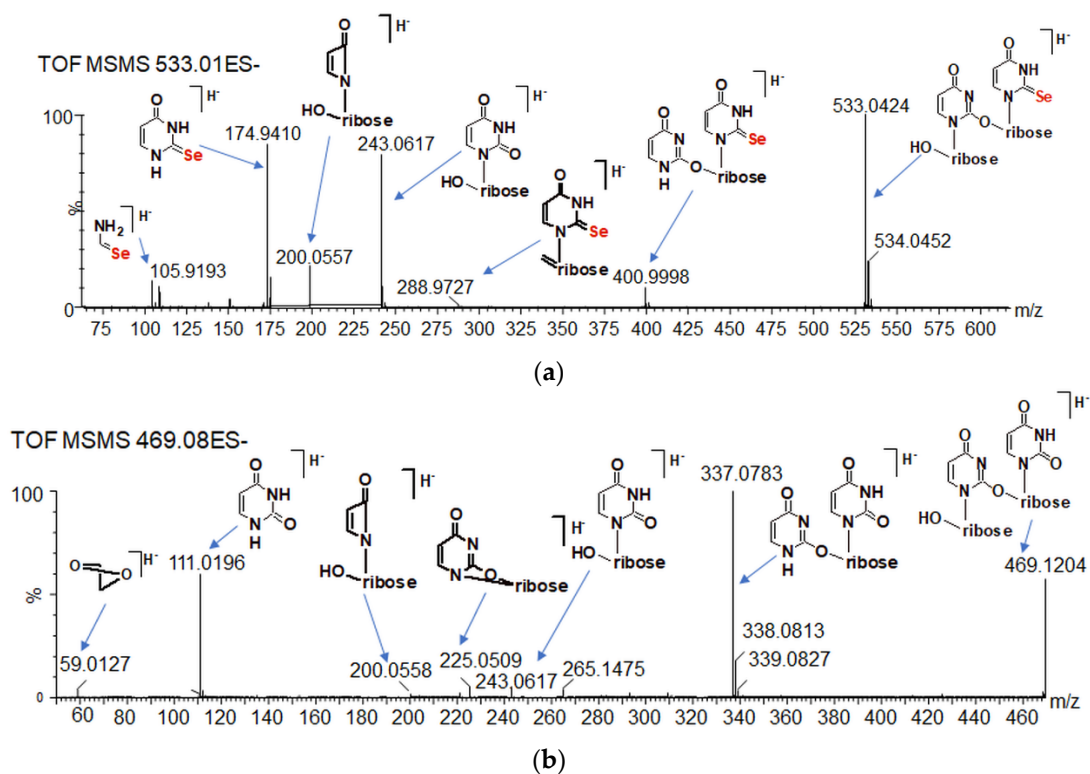 TOF MSMS 533.01ES-
100
%
0
174.9410
243.0617
200.0557
105.9193
288.9727
400.9998
533.0424
534.0452
]H-
O
NH
N
H
Se
]H-
NH2
Se
]H-
O
N
HO
ribose
]H-
O
NH
N
O
HO
ribose
]H-
O
NH
N
Se
ribose
]H-
O
N
N
H
O
O
NH
N
Se
ribose
]H-
O
N
N
O
HO
ribose
O
NH
N
Se
ribose
75 100 125 150 175 200 225 250 275 300 325 350 375 400 425 450 475 500 525 550 575 600
m/z
(a)
TOF MSMS 469.08ES-
100
%
0
59.0127
111.0196
200.0558
225.0509
243.0617
265.1475
337.0783
338.0813
339.0827
469.1204
]H-
O
O
]H-
O
NH
N
H
O
]H-
O
N
HO
ribose
]H-
O
N
N
O
ribose
]H-
O
NH
N
O
HO
ribose
]H-
O
N
N
H
O
O
NH
N
O
ribose
]H-
O
N
N
O
HO
ribose
O
NH
N
O
ribose
60 80 100 120 140 160 180 200 220 240 260 280 300 320 340 360 380 400 420 440 460
m/z
(b)